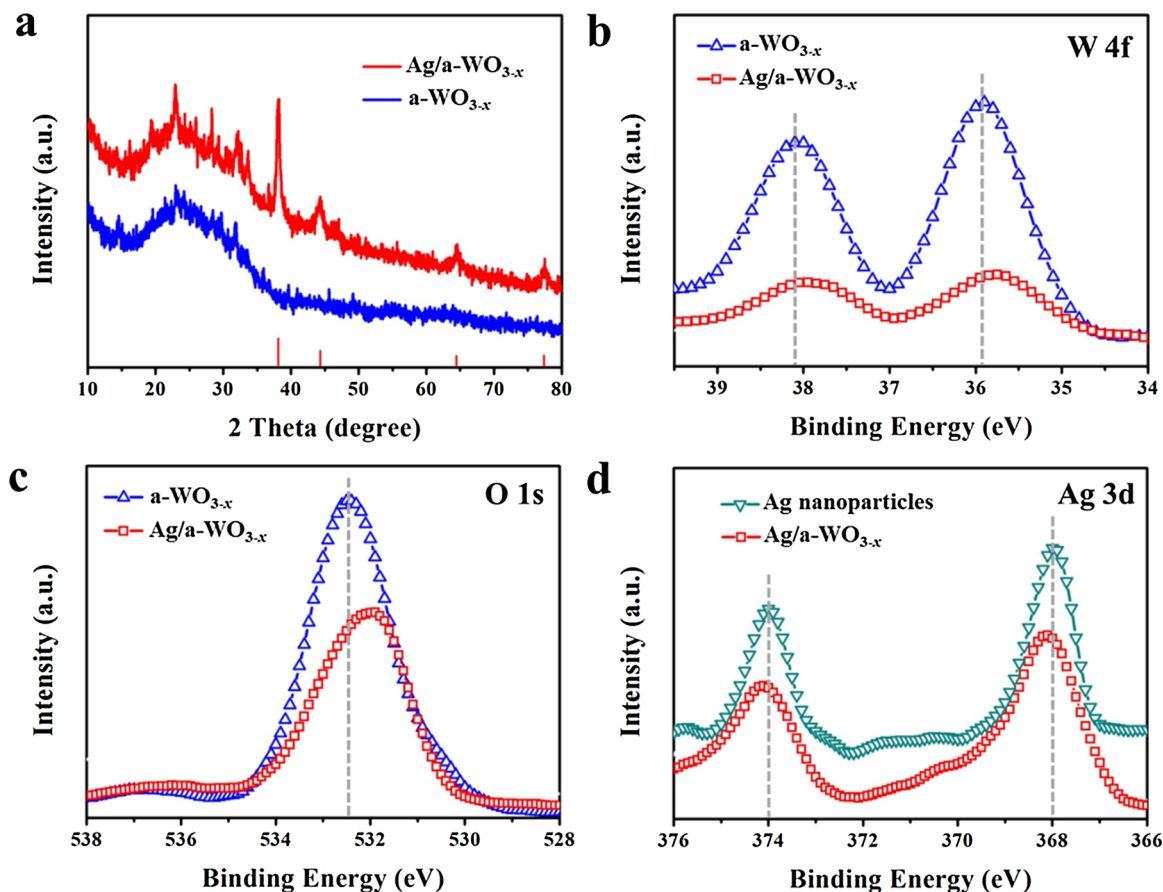 a
Intensity (a.u.)
Ag/a-WO3-x
a-WO3-x
10 20 30 40 50 60 70 80
2 Theta (degree)
b
Intensity (a.u.)
a-WO3-x
Ag/a-WO3-x
W 4f
39 38 37 36 35 34
Binding Energy (eV)
c
Intensity (a.u.)
a-WO3-x
Ag/a-WO3-x
O 1s
538 536 534 532 530 528
Binding Energy (eV)
d
Intensity (a.u.)
Ag nanoparticles
Ag/a-WO3-x
Ag 3d
376 374 372 370 368 366
Binding Energy (eV)